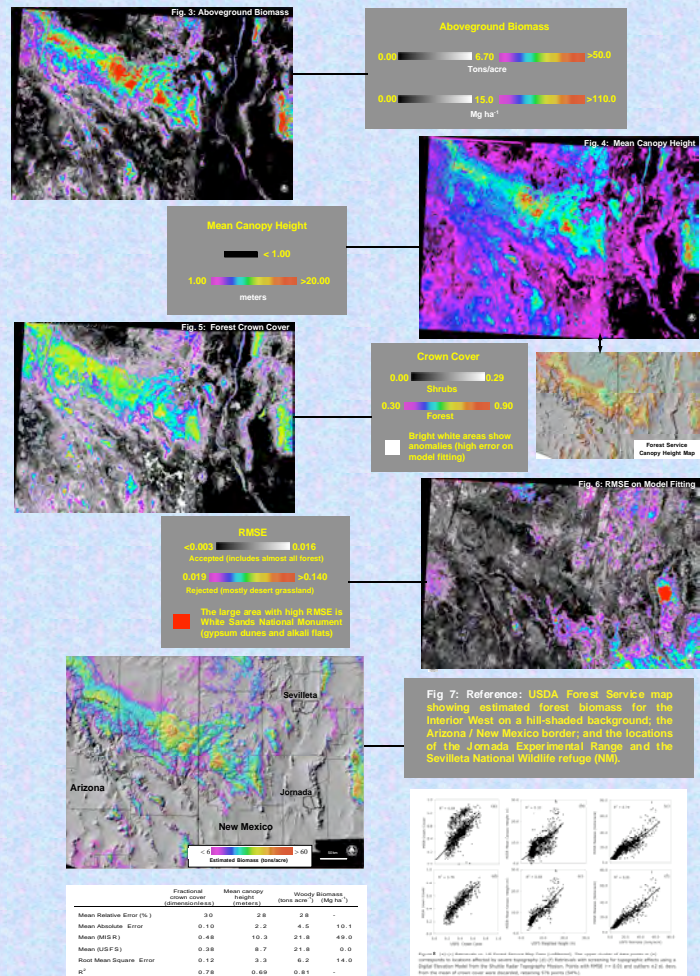 Fig. 3: Aboveground Biomass
Aboveground Biomass
0.00 6.70 >50.0
Tons/acre
0.00 15.0 >110.0
Mg ha⁻¹
Fig. 4: Mean Canopy Height
Mean Canopy Height
< 1.00
1.00 >20.00
meters
Fig. 5: Forest Crown Cover
Crown Cover
0.00 0.29
Shrubs
0.30 0.90
Forest
Bright white areas show
anomalies (high error on
model fitting)
Forest Service
Canopy Height Map
Fig. 6: RMSE on Model Fitting
RMSE
<0.003 0.016
Accepted (includes almost all forest)
0.019 >0.140
Rejected (mostly desert grassland)
The large area with high RMSE is
White Sands National Monument
(gypsum dunes and alkali flats)
Sevilleta
Arizona
Jornada
New Mexico
< 6 > 60
Estimated Biomass (tons/acre)
Fig 7: Reference: USDA Forest Service map
showing estimated forest biomass for the
Interior West on a hill-shaded background; the
Arizona / New Mexico border; and the locations
of the Jornada Experimental Range and the
Sevilleta National Wildlife refuge (NM).
Fractional crown cover (dimensionless) Mean canopy height (meters) Woody Biomass (tons acre⁻¹) (Mg ha⁻¹)
Mean Relative Error (%) 30 28 28 -
Mean Absolute Error 0.10 2.2 4.5 10.1
Mean (MISR) 0.48 10.3 21.8 49.0
Mean (USFS) 0.38 8.7 21.8 0.0
Root Mean Square Error 0.12 3.3 6.2 14.0
R² 0.78 0.69 0.81 -